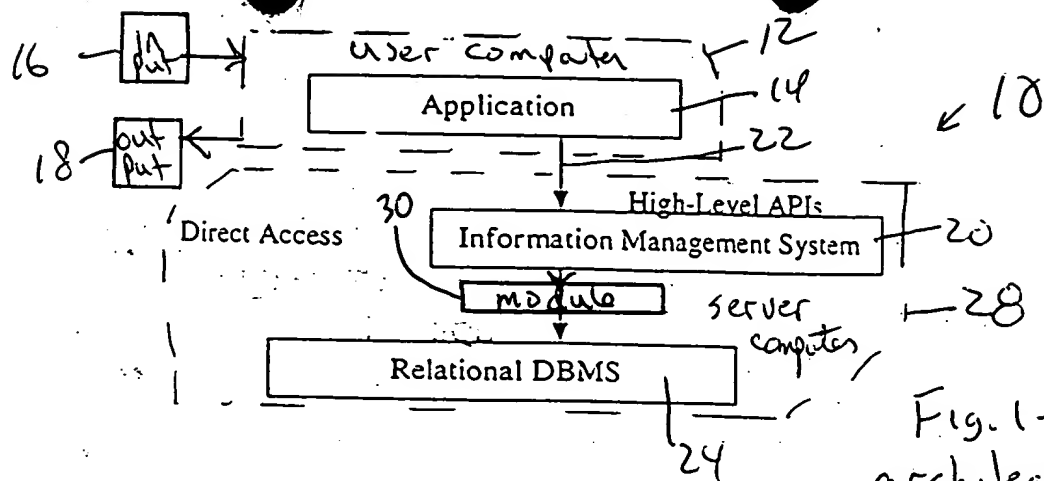 16
put
user computer
12
Application
14
10
18
out
put
22
30
High-Level APIs
Direct Access
Information Management System
20
module
server
computer
28
Relational DBMS
24
Fig. 1-